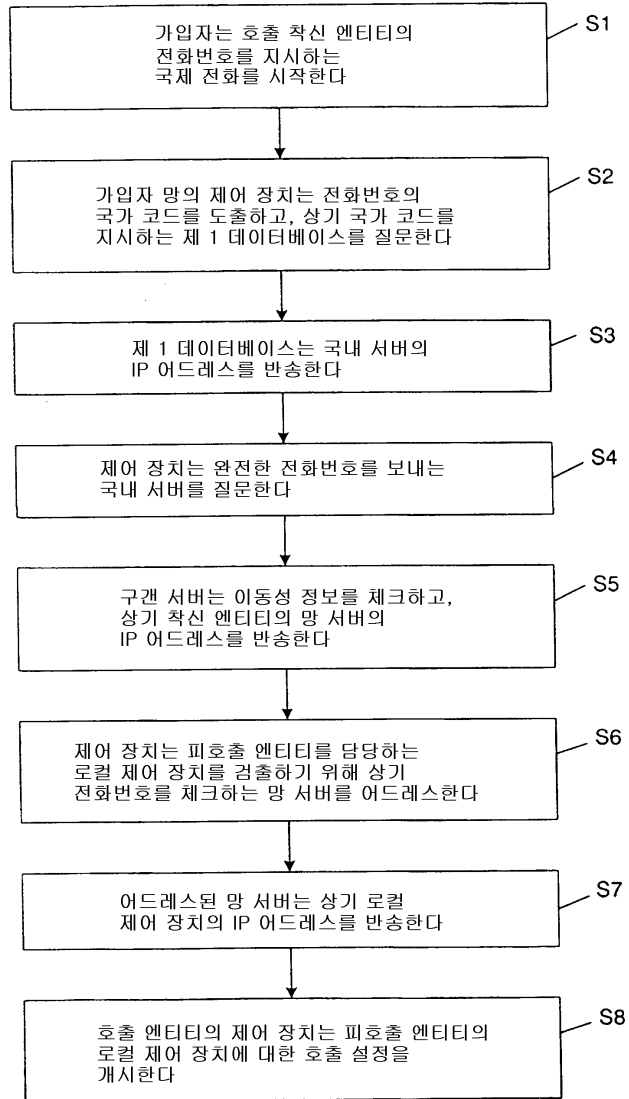 가입자는 호출 착신 엔티티의
전화번호를 지시하는
국제 전화를 시작한다
S1
가입자 망의 제어 장치는 전화번호의
국가 코드를 도출하고, 상기 국가 코드를
지시하는 제 1 데이터베이스를 질문한다
S2
제 1 데이터베이스는 국내 서버의
IP 어드레스를 반송한다
S3
제어 장치는 완전한 전화번호를 보내는
국내 서버를 질문한다
S4
구갠 서버는 이동성 정보를 체크하고,
상기 착신 엔티티의 망 서버의
IP 어드레스를 반송한다
S5
제어 장치는 피호출 엔티티를 담당하는
로컬 제어 장치를 검출하기 위해 상기
전화번호를 체크하는 망 서버를 어드레스한다
S6
어드레스된 망 서버는 상기 로컬
제어 장치의 IP 어드레스를 반송한다
S7
호출 엔티티의 제어 장치는 피호출 엔티티의
로컬 제어 장치에 대한 호출 설정을
개시한다
S8